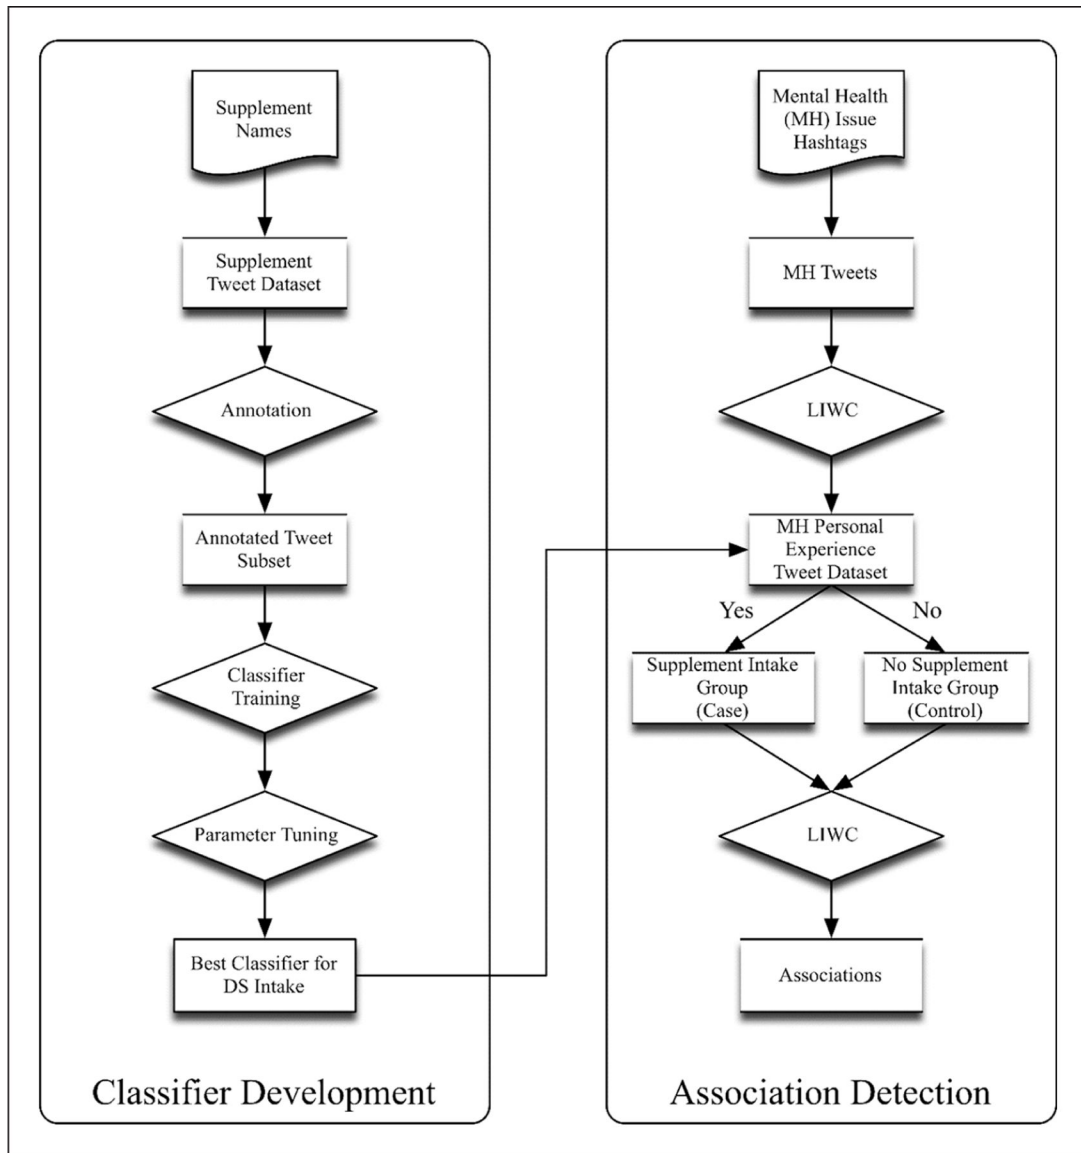 Supplement
Names
Supplement
Tweet Dataset
Annotation
Annotated Tweet
Subset
Classifier
Training
Parameter Tuning
Best Classifier for
DS Intake
Classifier Development
Mental Health
(MH) Issue
Hashtags
MH Tweets
LIWC
MH Personal
Experience
Tweet Dataset
Yes
No
Supplement Intake
Group
(Case)
No Supplement
Intake Group
(Control)
LIWC
Associations
Association Detection